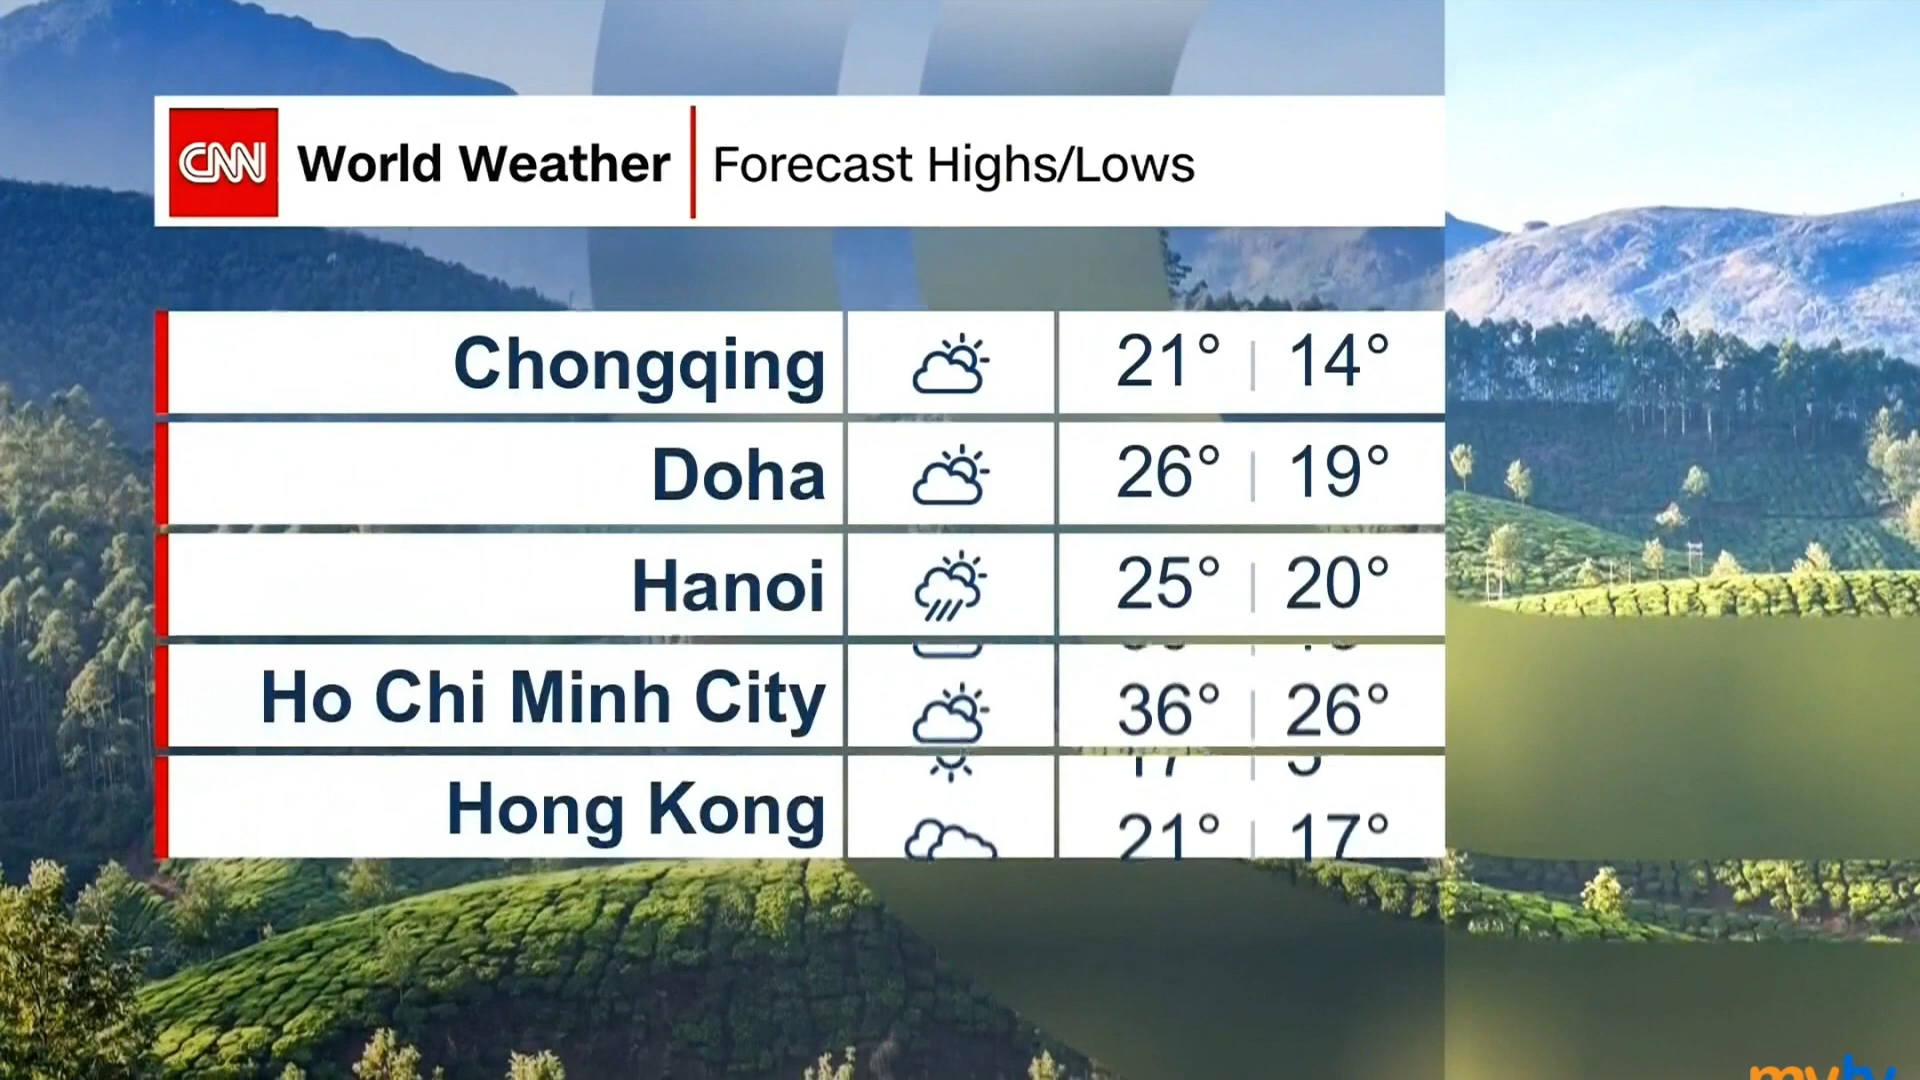 CNN World Weather Forecast Highs/Lows
Chongqing 21° 14°
Doha 26° 19°
Hanoi 25° 20°
Ho Chi Minh City 36° 26°
Hong Kong 21° 17°
mytv